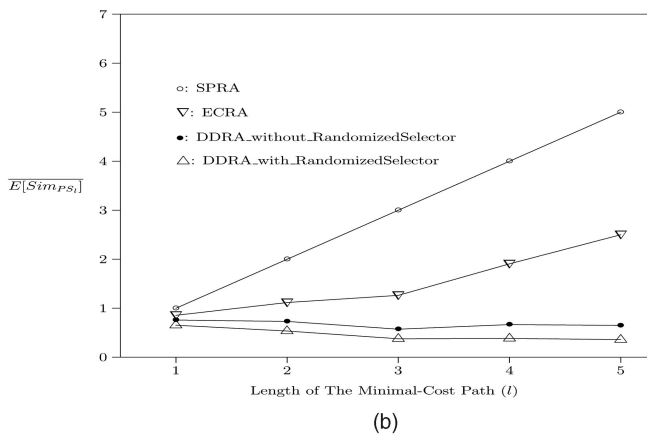 7
6
5
4
3
2
1
0
E[Sim_{PS_l}]
○: SPRA
▽: ECRA
●: DDRA_without_RandomizedSelector
△: DDRA_with_RandomizedSelector
1 2 3 4 5
Length of The Minimal-Cost Path (l)
(b)